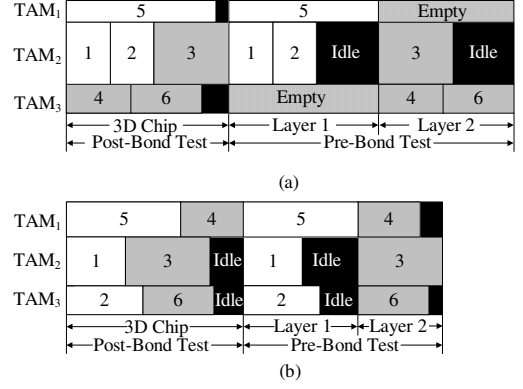 TAM1 5 5 Empty
TAM2 1 2 3 1 2 Idle 3 Idle
TAM3 4 6 Empty 4 6
3D Chip Layer 1 Layer 2
Post-Bond Test Pre-Bond Test
(a)
TAM1 5 4 5 4
TAM2 1 3 Idle 1 Idle 3
TAM3 2 6 Idle 2 Idle 6
3D Chip Layer 1 Layer 2
Post-Bond Test Pre-Bond Test
(b)